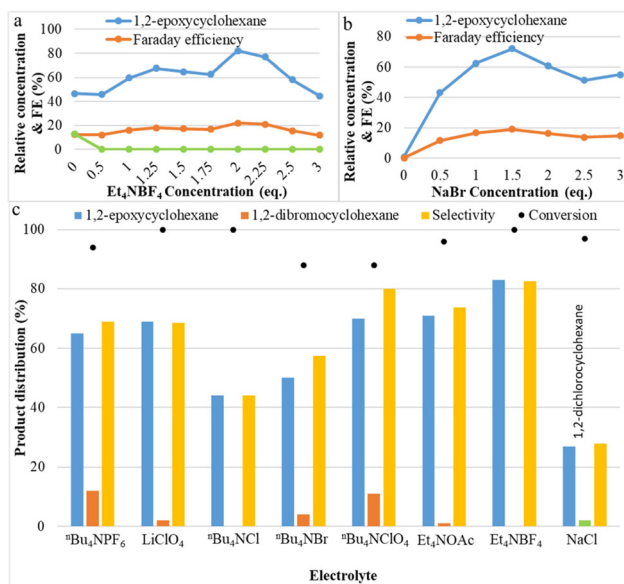 a
1,2-epoxycyclohexane
Faraday efficiency
Relative concentration
& FE (%)
100
80
60
40
20
0
0
0.5
1
1.25
1.5
1.75
2
2.25
2.5
3
Et₄NBF₄ Concentration (eq.)
b
1,2-epoxycyclohexane
Faraday efficiency
Relative concentration
& FE (%)
80
60
40
20
0
0 0.5 1 1.5 2 2.5 3
NaBr Concentration (eq.)
c
1,2-epoxycyclohexane 1,2-dibromocyclohexane Selectivity Conversion
Product distribution (%)
100
80
60
40
20
0
1,2-dichlorocyclohexane
ⁿBu₄NPF₆ LiClO₄ ⁿBu₄NCl ⁿBu₄NBr ⁿBu₄NClO₄ Et₄NOAc Et₄NBF₄ NaCl
Electrolyte